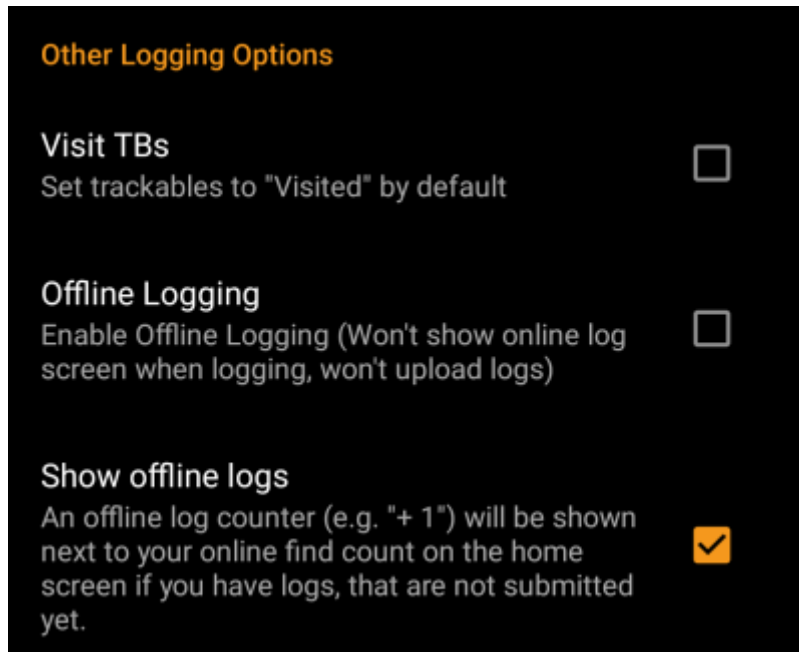 Other Logging Options
Visit TBs
Set trackables to "Visited" by default
Offline Logging
Enable Offline Logging (Won't show online log
screen when logging, won't upload logs)
Show offline logs
An offline log counter (e.g. "+ 1") will be shown
next to your online find count on the home
screen if you have logs, that are not submitted
yet.